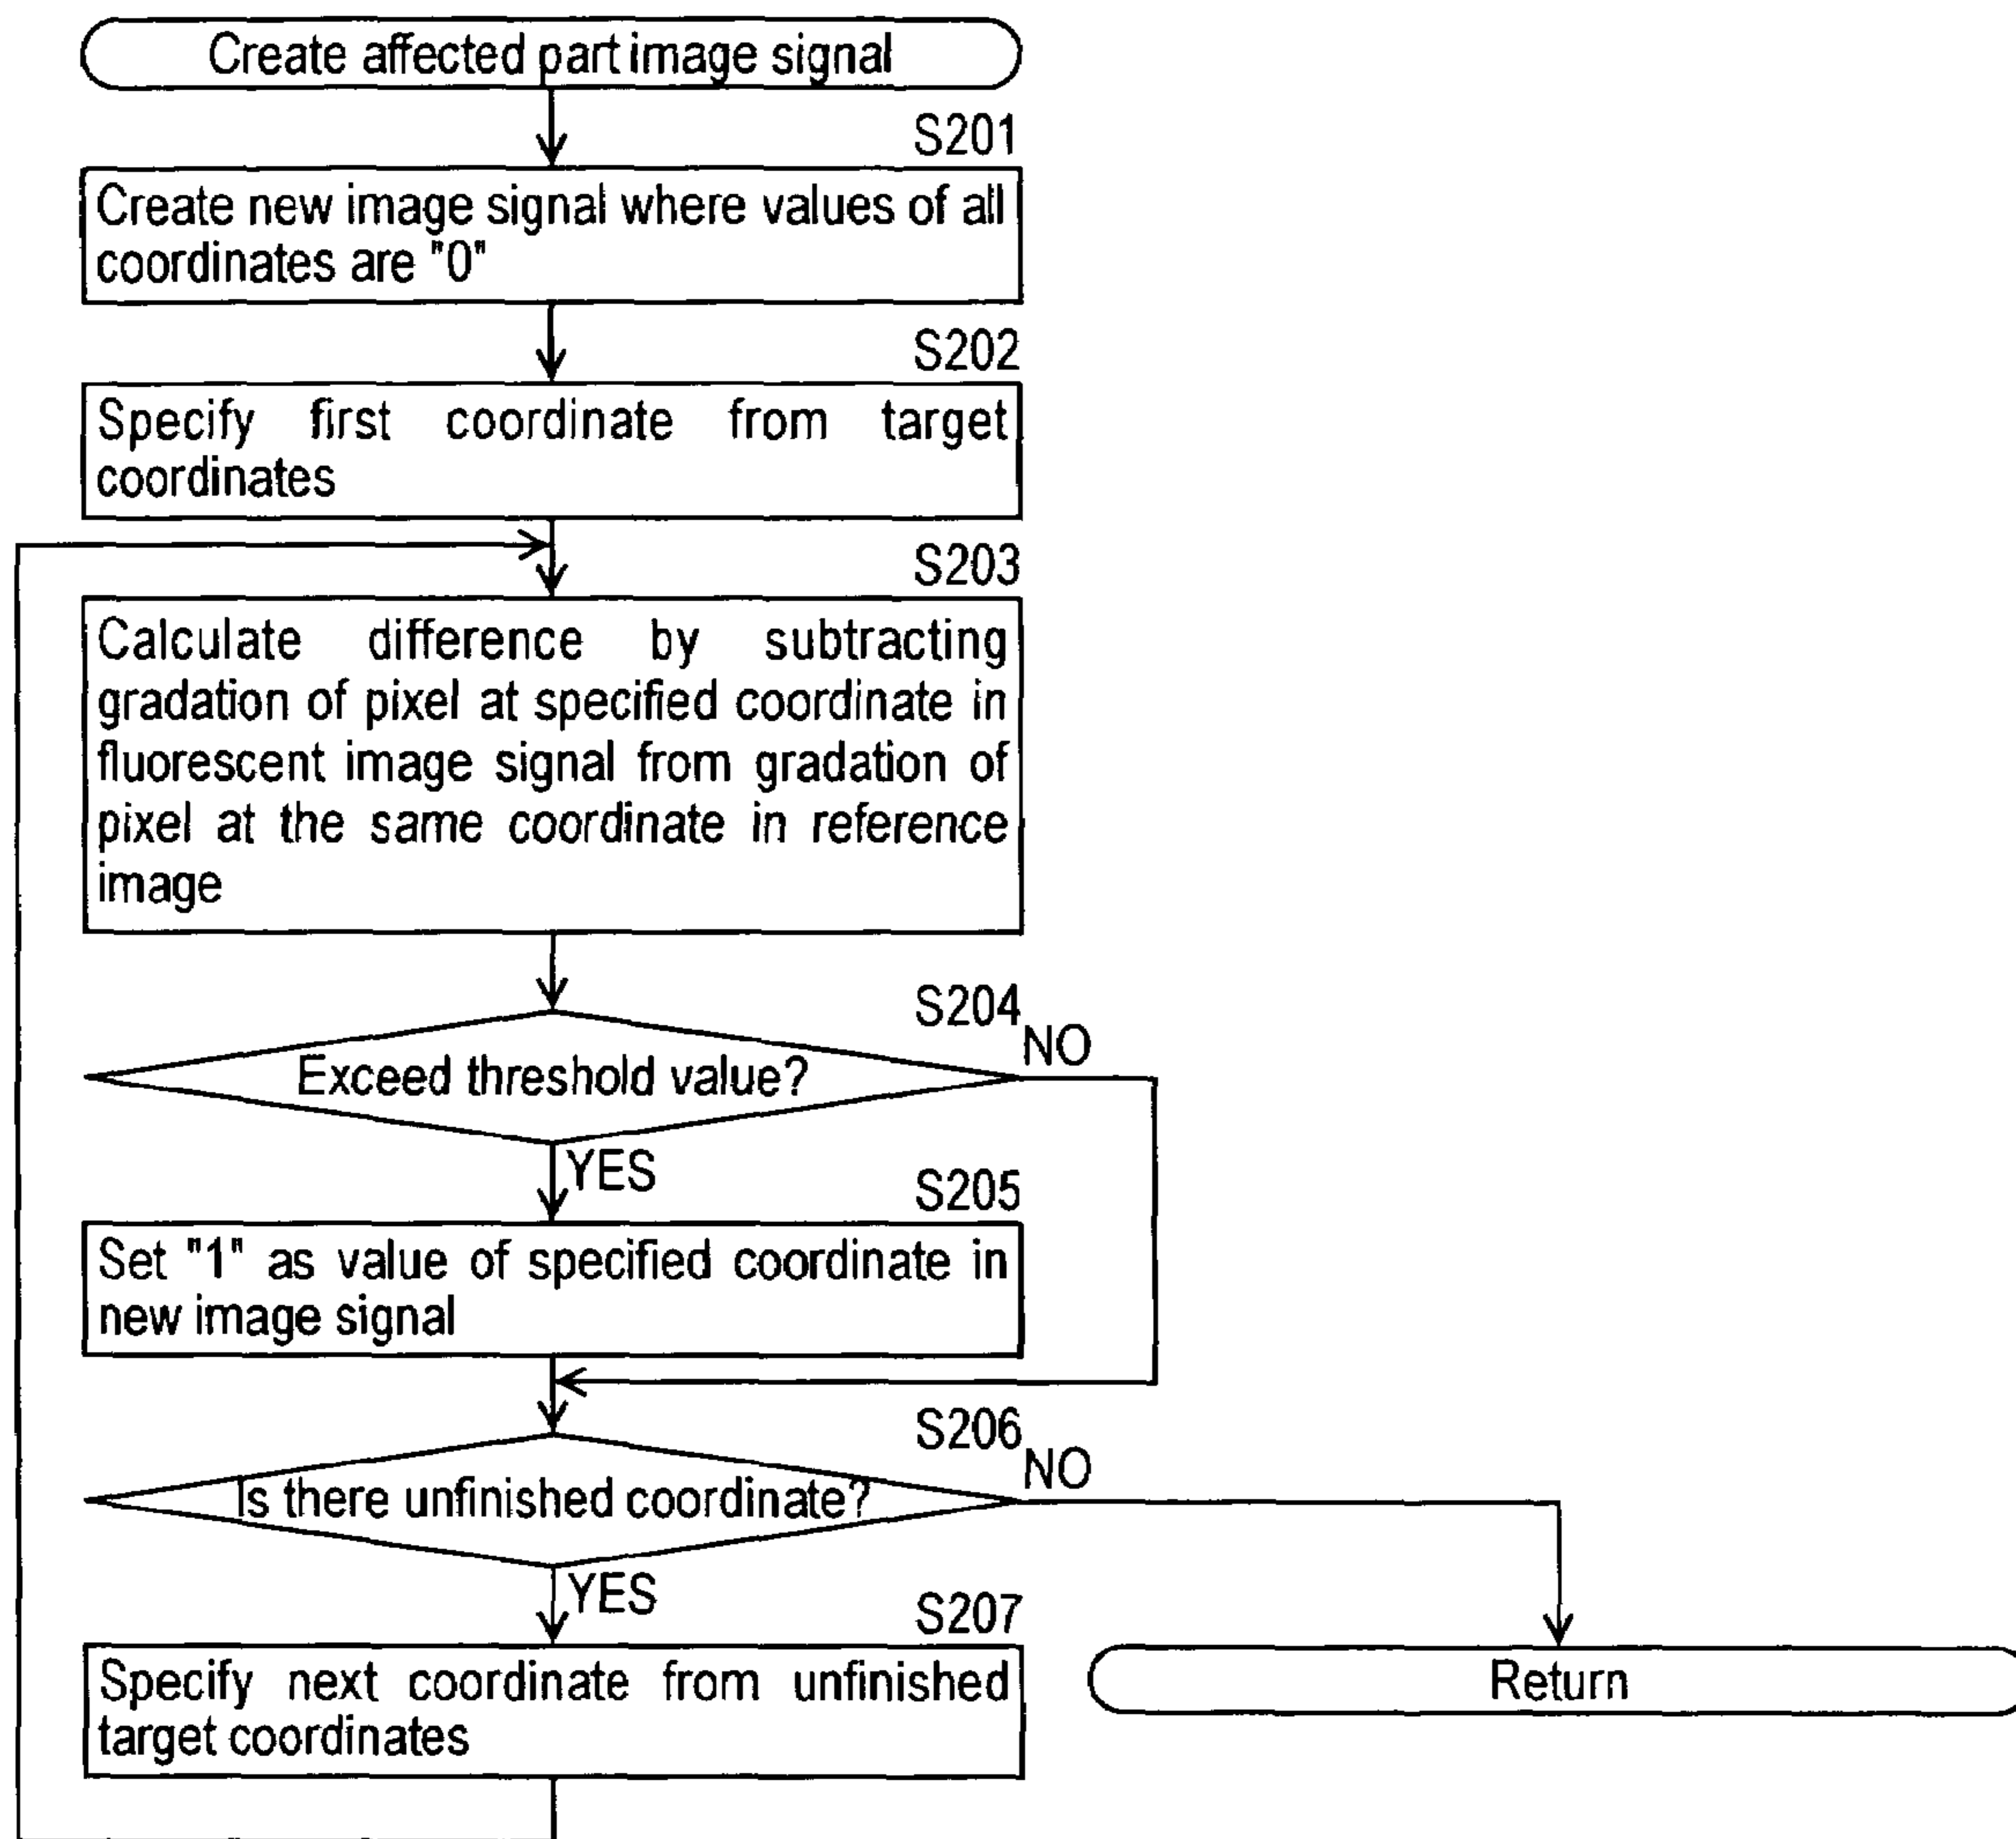 Create affected part image signal
S201
Create new image signal where values of all
coordinates are "0"
S202
Specify first coordinate from target
coordinates
S203
Calculate difference by subtracting
gradation of pixel at specified coordinate in
fluorescent image signal from gradation of
pixel at the same coordinate in reference
image
S204
NO
Exceed threshold value?
YES
S205
Set "1" as value of specified coordinate in
new image signal
S206
NO
Is there unfinished coordinate?
YES
S207
Specify next coordinate from unfinished
target coordinates
Return